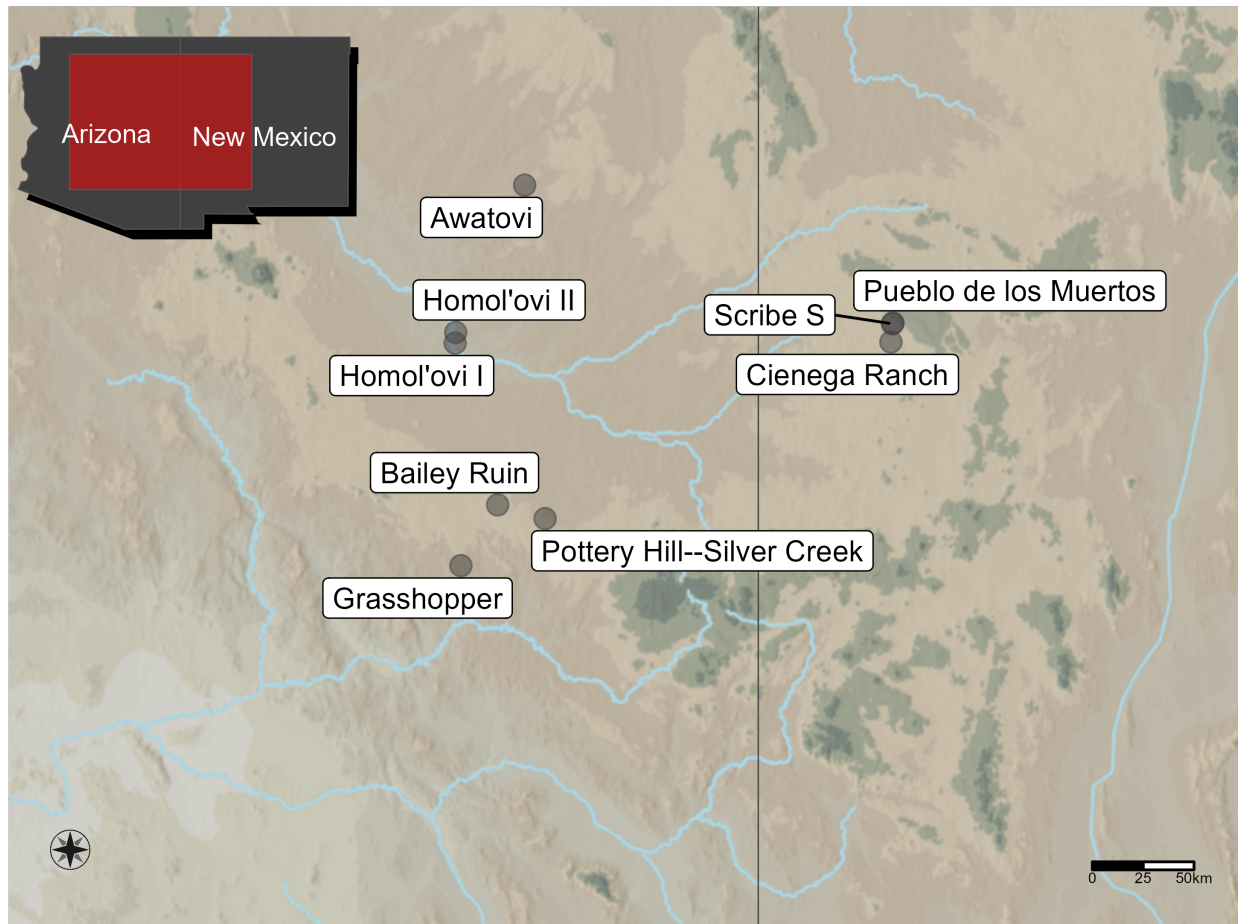 Arizona
New Mexico
Awatovi
Homol'ovi II
Pueblo de los Muertos
Scribe S
Homol'ovi I
Cienega Ranch
Bailey Ruin
Pottery Hill--Silver Creek
Grasshopper
0 25 50km